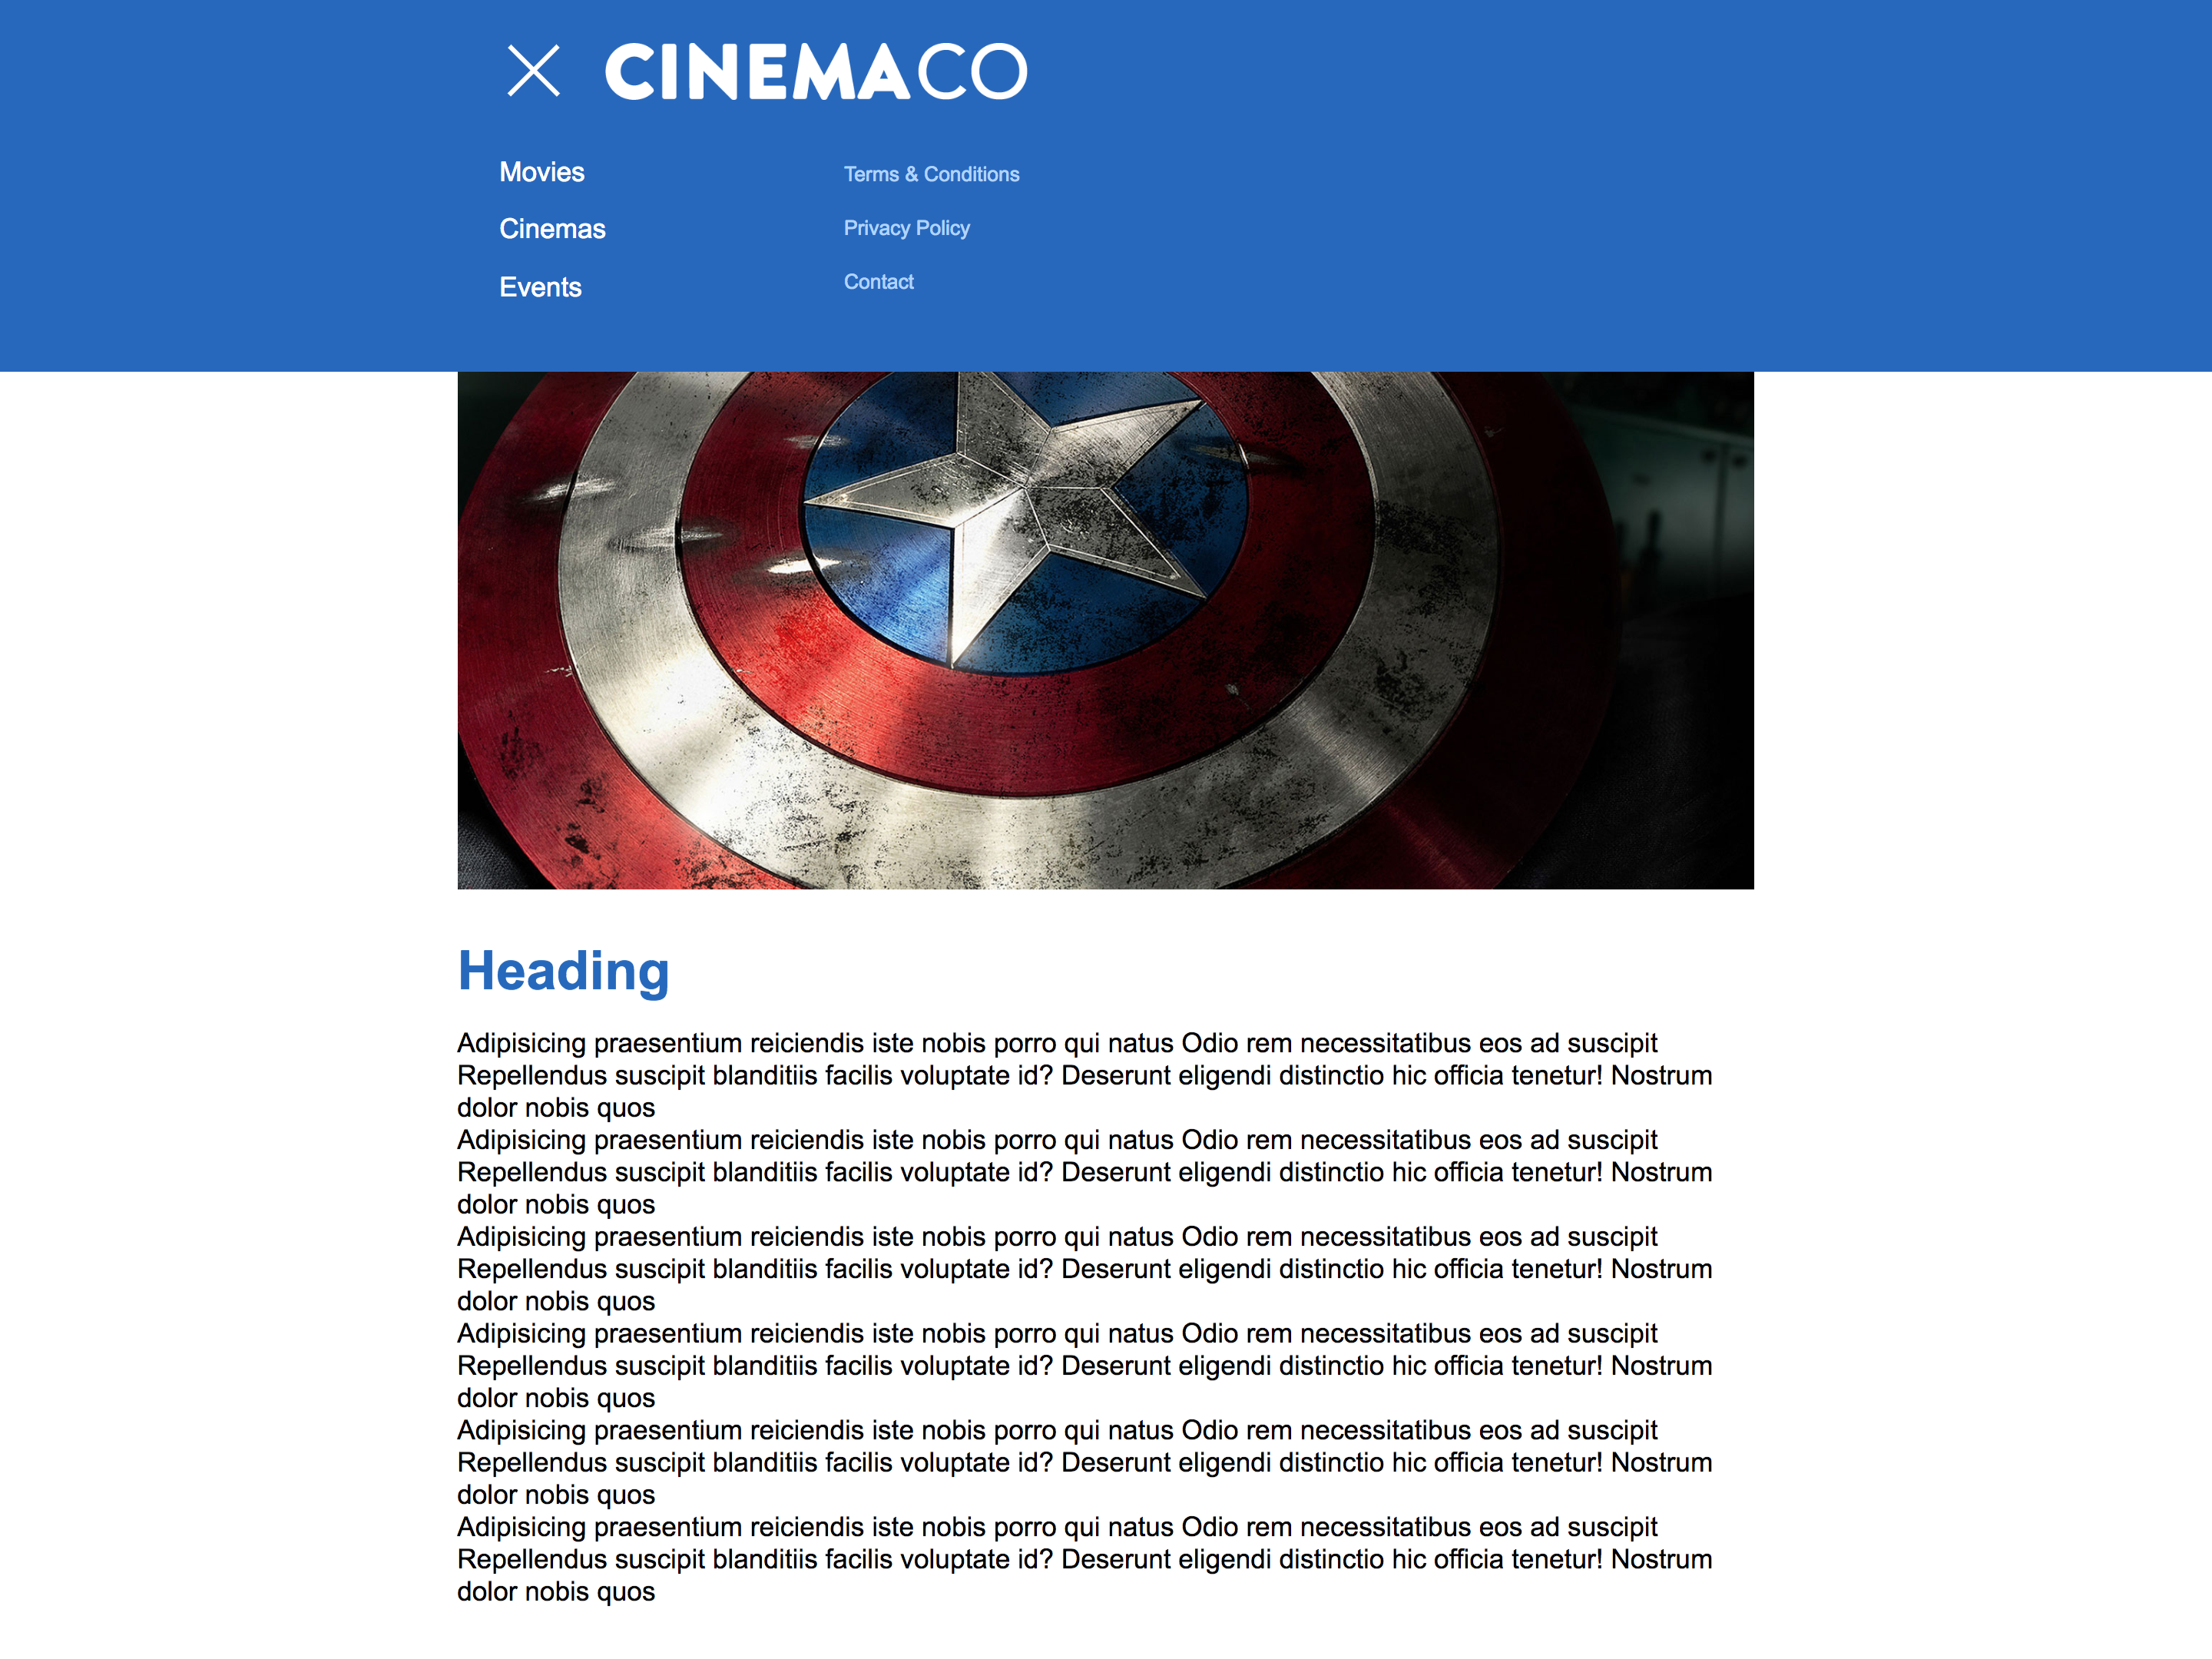 CINEMACO
Movies
Cinemas
Events
Terms & Conditions
Privacy Policy
Contact
Heading
Adipisicing praesentium reiciendis iste nobis porro qui natus Odio rem necessitatibus eos ad suscipit
Repellendus suscipit blanditiis facilis voluptate id? Deserunt eligendi distinctio hic officia tenetur! Nostrum
dolor nobis quos
Adipisicing praesentium reiciendis iste nobis porro qui natus Odio rem necessitatibus eos ad suscipit
Repellendus suscipit blanditiis facilis voluptate id? Deserunt eligendi distinctio hic officia tenetur! Nostrum
dolor nobis quos
Adipisicing praesentium reiciendis iste nobis porro qui natus Odio rem necessitatibus eos ad suscipit
Repellendus suscipit blanditiis facilis voluptate id? Deserunt eligendi distinctio hic officia tenetur! Nostrum
dolor nobis quos
Adipisicing praesentium reiciendis iste nobis porro qui natus Odio rem necessitatibus eos ad suscipit
Repellendus suscipit blanditiis facilis voluptate id? Deserunt eligendi distinctio hic officia tenetur! Nostrum
dolor nobis quos
Adipisicing praesentium reiciendis iste nobis porro qui natus Odio rem necessitatibus eos ad suscipit
Repellendus suscipit blanditiis facilis voluptate id? Deserunt eligendi distinctio hic officia tenetur! Nostrum
dolor nobis quos
Adipisicing praesentium reiciendis iste nobis porro qui natus Odio rem necessitatibus eos ad suscipit
Repellendus suscipit blanditiis facilis voluptate id? Deserunt eligendi distinctio hic officia tenetur! Nostrum
dolor nobis quos